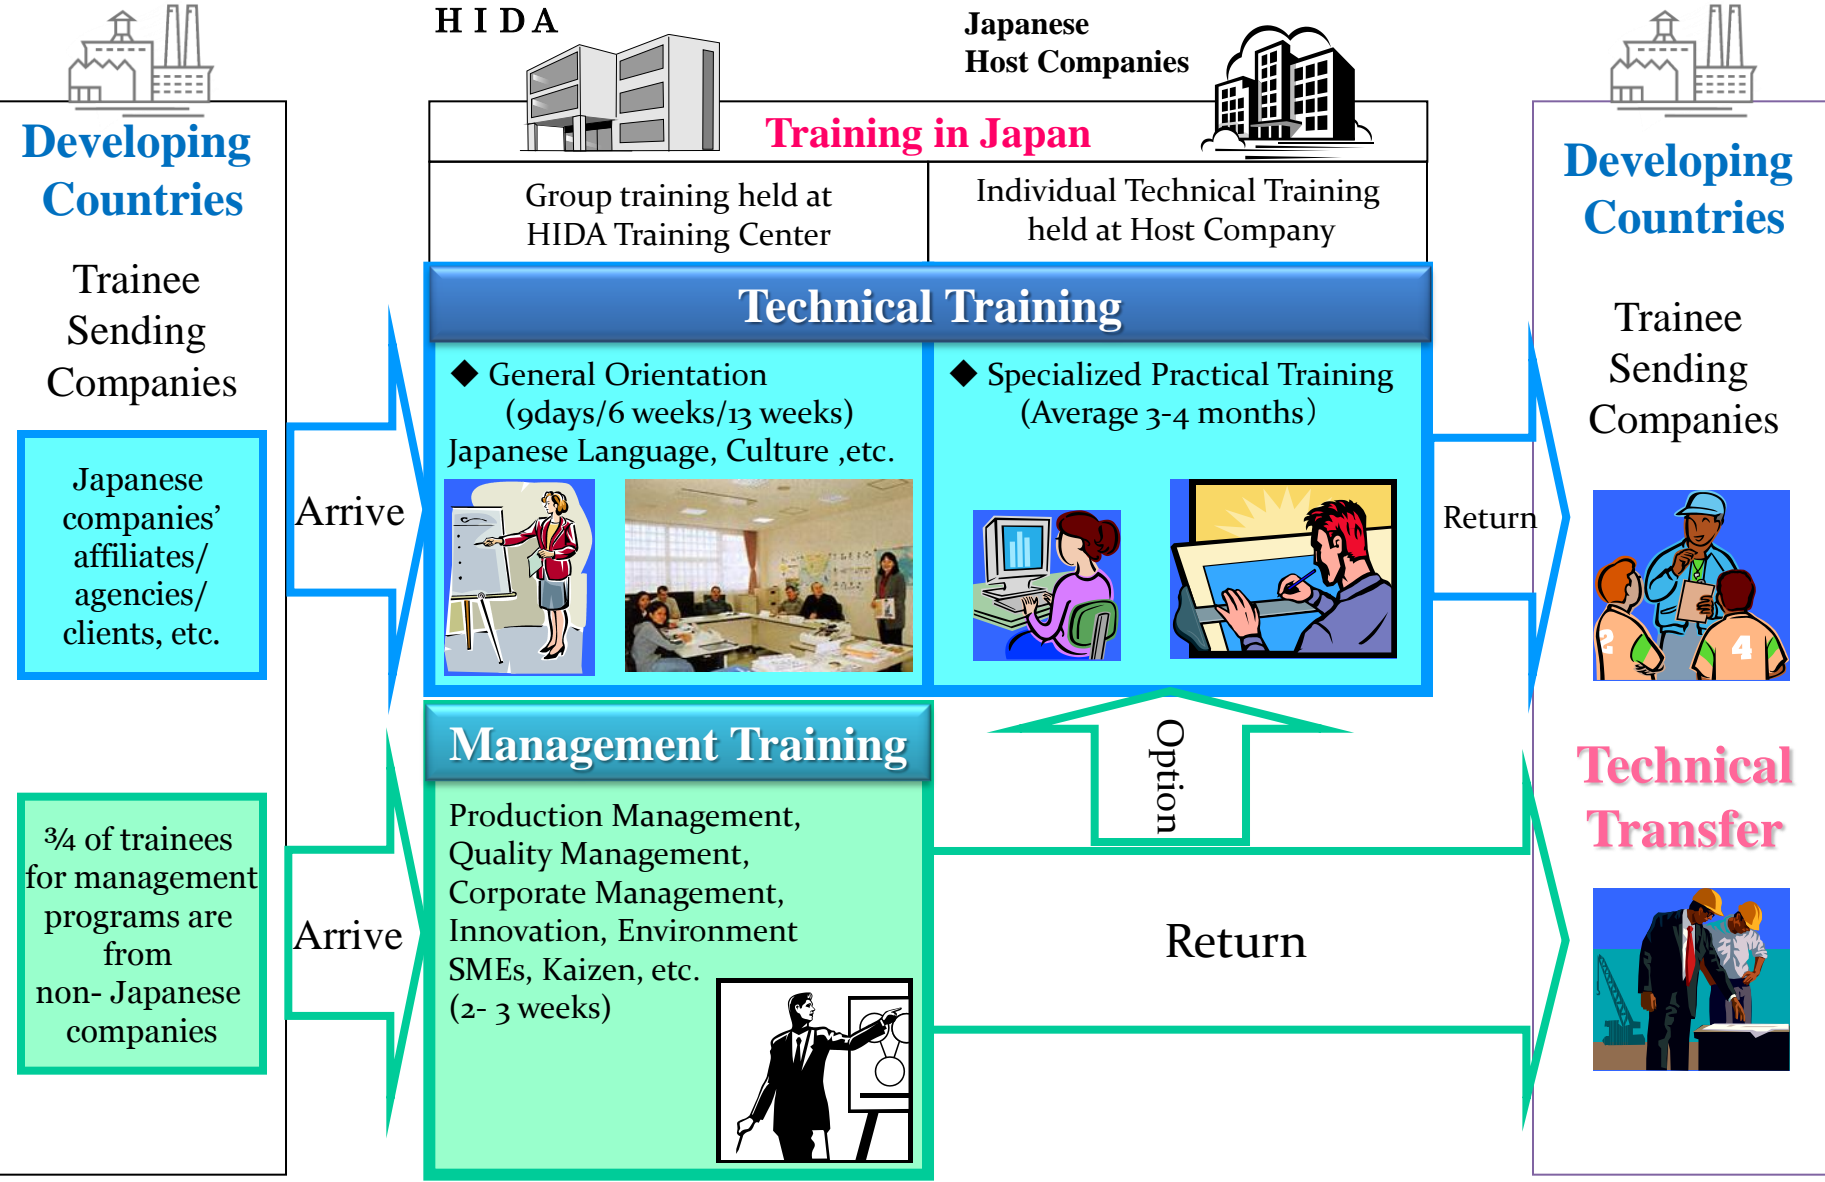 H I D A
Japanese
Host Companies
Developing
Countries
Trainee
Sending
Companies
Japanese
companies’
affiliates/
agencies/
clients, etc.
¾ of trainees
for management
programs are
from
non- Japanese
companies
Arrive
Arrive
Training in Japan
Group training held at
HIDA Training Center
Individual Technical Training
held at Host Company
Technical Training
◆ General Orientation
(9days/6 weeks/13 weeks)
Japanese Language, Culture ,etc.
◆ Specialized Practical Training
(Average 3-4 months)
Management Training
Production Management,
Quality Management,
Corporate Management,
Innovation, Environment
SMEs, Kaizen, etc.
(2- 3 weeks)
Option
Return
Return
Developing
Countries
Trainee
Sending
Companies
2
4
Technical
Transfer